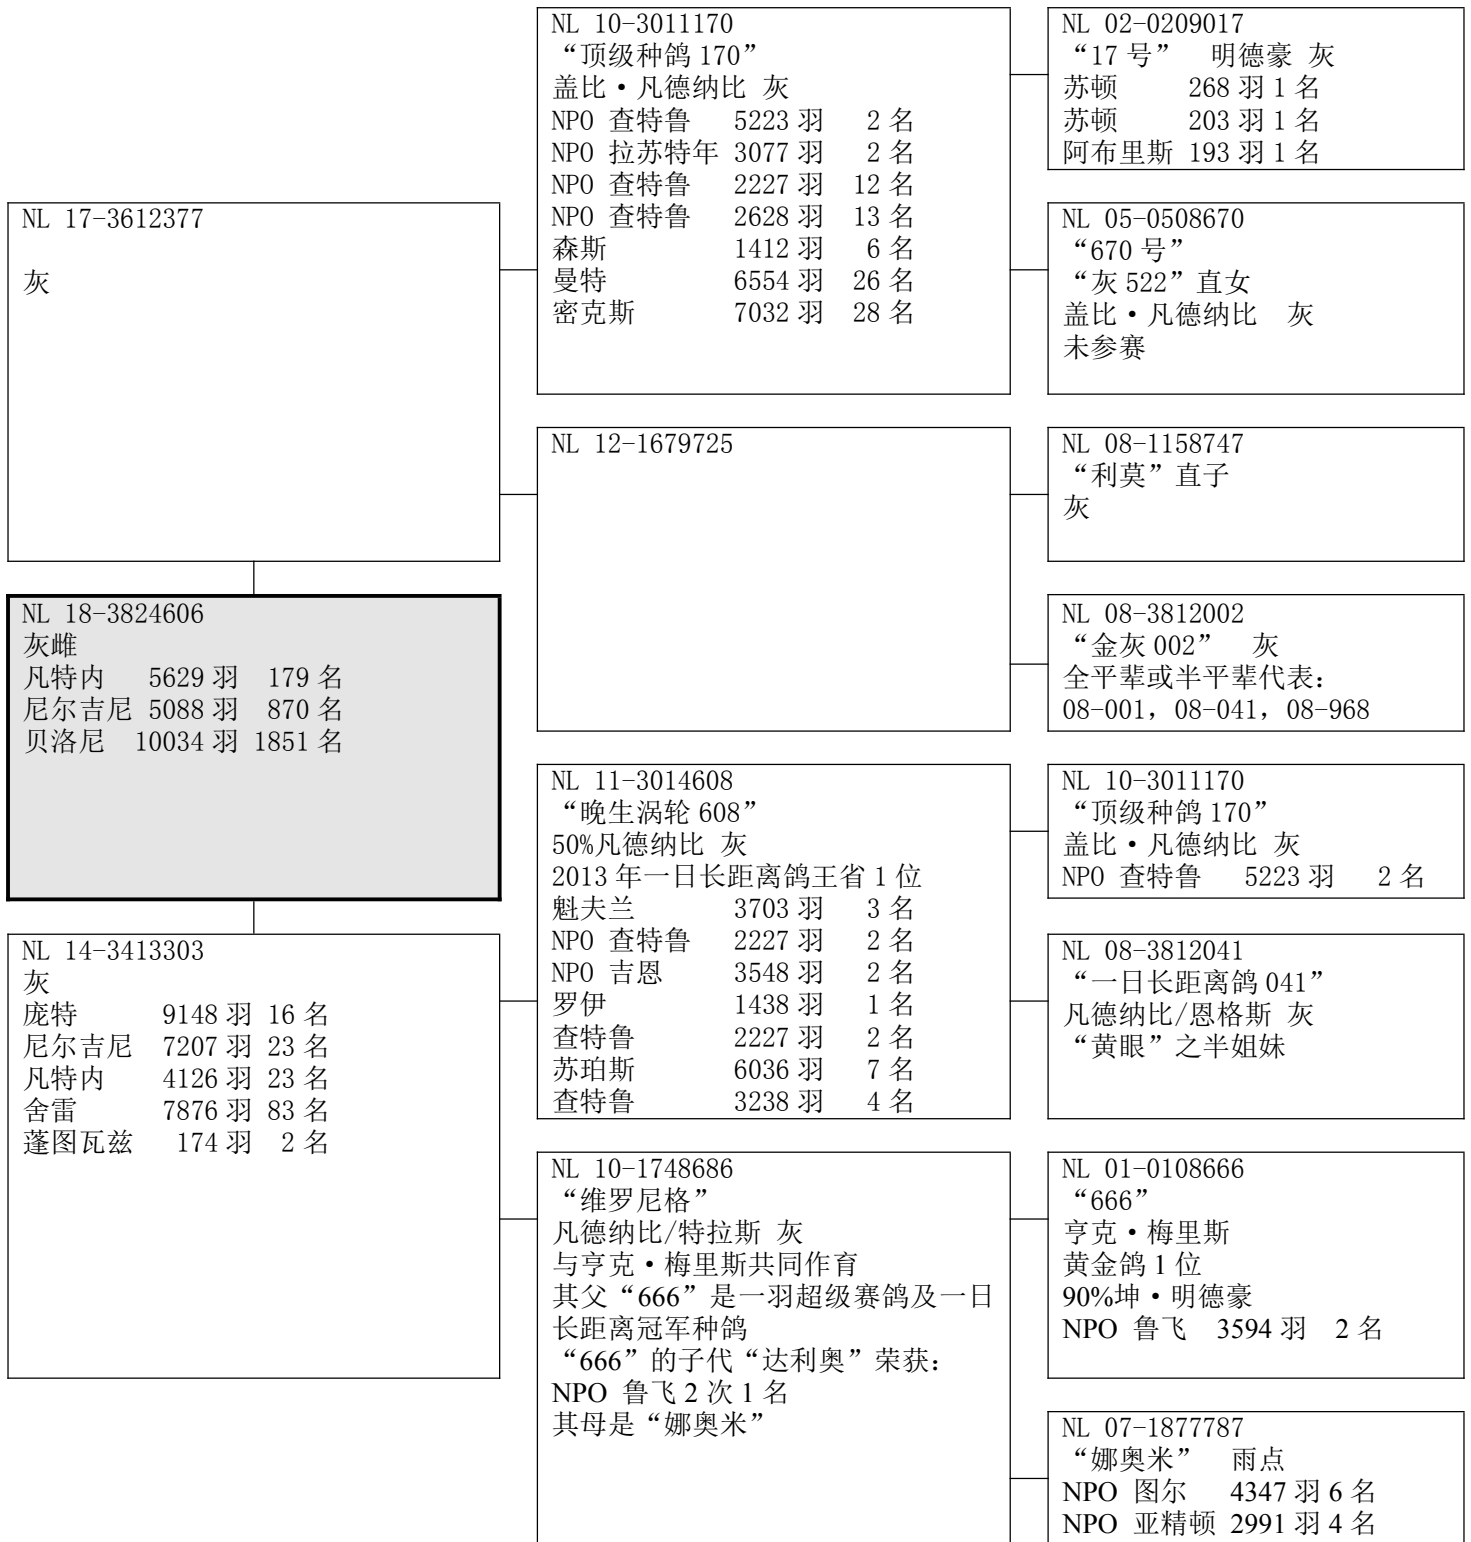 NL 17-3612377
灰
NL 18-3824606
灰雌
凡特内 5629 羽 179 名
尼尔吉尼 5088 羽 870 名
贝洛尼 10034 羽 1851 名
NL 14-3413303
灰
庞特 9148 羽 16 名
尼尔吉尼 7207 羽 23 名
凡特内 4126 羽 23 名
舍雷 7876 羽 83 名
蓬图瓦兹 174 羽 2 名
NL 10-3011170
“顶级种鸽 170”
盖比·凡德纳比 灰
NPO 查特鲁 5223 羽 2 名
NPO 拉苏特年 3077 羽 2 名
NPO 查特鲁 2227 羽 12 名
NPO 查特鲁 2628 羽 13 名
森斯 1412 羽 6 名
曼特 6554 羽 26 名
密克斯 7032 羽 28 名
NL 12-1679725
NL 11-3014608
“晚生涡轮 608”
50%凡德纳比 灰
2013 年一日长距离鸽王省 1 位
魁夫兰 3703 羽 3 名
NPO 查特鲁 2227 羽 2 名
NPO 吉恩 3548 羽 2 名
罗伊 1438 羽 1 名
查特鲁 2227 羽 2 名
苏珀斯 6036 羽 7 名
查特鲁 3238 羽 4 名
NL 10-1748686
“维罗尼格”
凡德纳比/特拉斯 灰
与亨克·梅里斯共同作育
其父“666”是一羽超级赛鸽及一日
长距离冠军种鸽
“666”的子代“达利奥”荣获：
NPO 鲁飞 2 次 1 名
其母是“娜奥米”
NL 02-0209017
“17 号” 明德豪 灰
苏顿 268 羽 1 名
苏顿 203 羽 1 名
阿布里斯 193 羽 1 名
NL 05-0508670
“670 号”
“灰 522”直女
盖比·凡德纳比 灰
未参赛
NL 08-1158747
“利莫”直子
灰
NL 08-3812002
“金灰 002” 灰
全平辈或半平辈代表：
08-001，08-041，08-968
NL 10-3011170
“顶级种鸽 170”
盖比·凡德纳比 灰
NPO 查特鲁 5223 羽 2 名
NL 08-3812041
“一日长距离鸽 041”
凡德纳比/恩格斯 灰
“黄眼”之半姐妹
NL 01-0108666
“666”
亨克·梅里斯
黄金鸽 1 位
90%坤·明德豪
NPO 鲁飞 3594 羽 2 名
NL 07-1877787
“娜奥米” 雨点
NPO 图尔 4347 羽 6 名
NPO 亚精顿 2991 羽 4 名